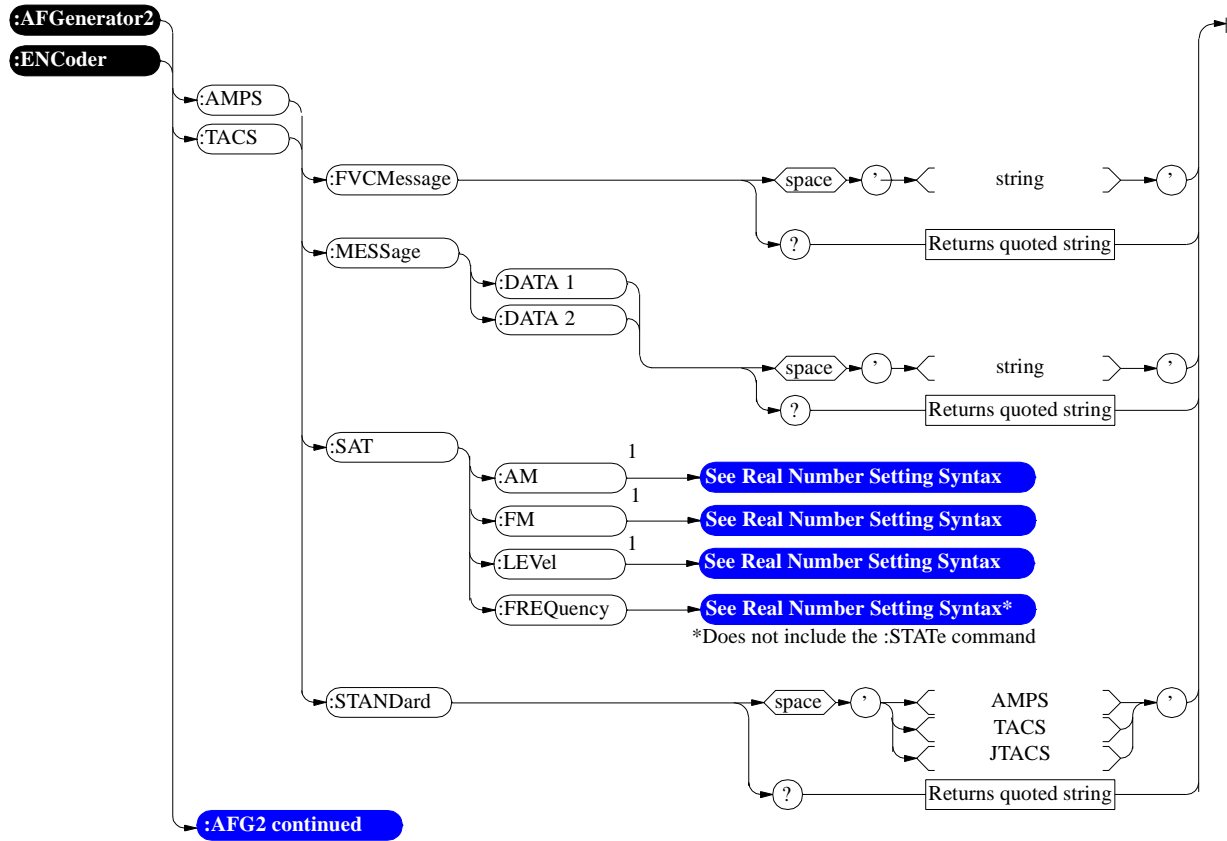 :AFGenerator2
:ENCoder
:AMPS
:TACS
:FVCMessage
space ’ string ’
? Returns quoted string
:MESSage
:DATA 1
:DATA 2
space ’ string ’
? Returns quoted string
:SAT
1
:AM See Real Number Setting Syntax
1
:FM See Real Number Setting Syntax
1
:LEVel See Real Number Setting Syntax
:FREQuency See Real Number Setting Syntax*
*Does not include the :STATe command
:STANDard
space ’ AMPS ’
TACS
JTACS
? Returns quoted string
:AFG2 continued